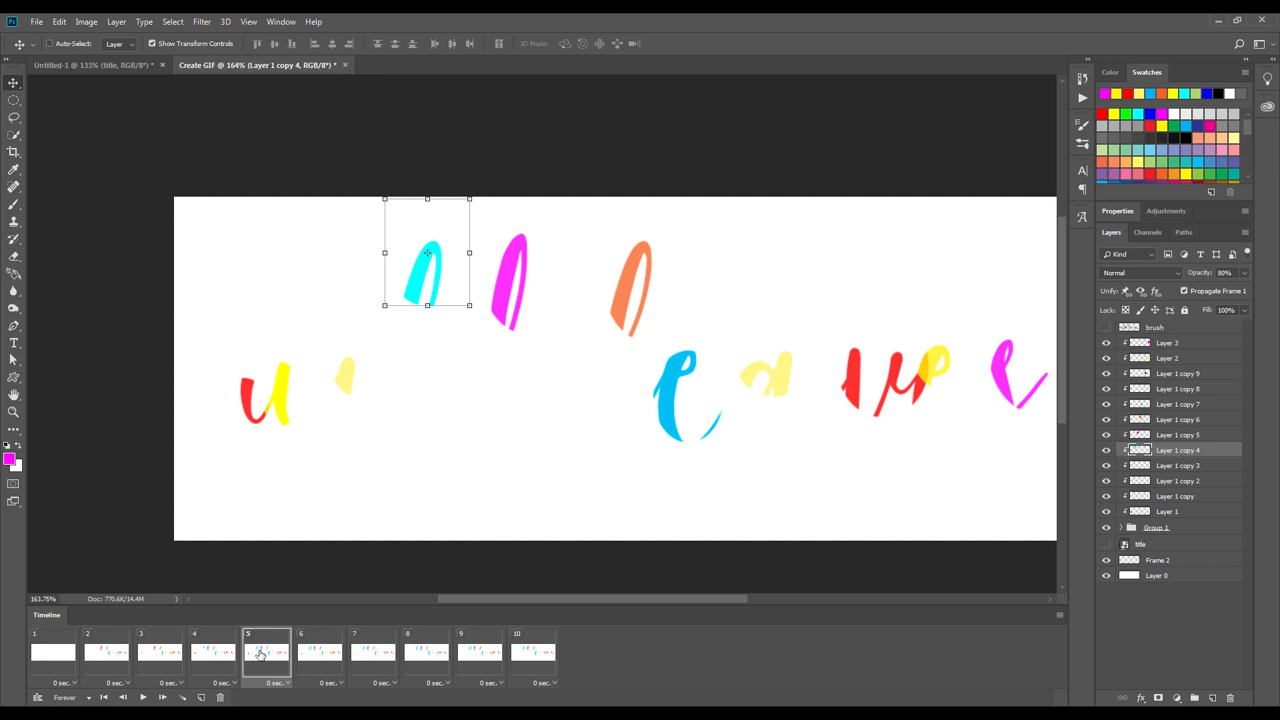 Ps File Edit Image Layer Type Select Filter 3D View Window Help
Auto-Select: Layer Show Transform Controls 3D Mode:
Untitled-1 @ 133% (title, RGB/8*) * × Create GIF @ 164% (Layer 1 copy 4, RGB/8*) * ×
Color Swatches
Properties Adjustments
Layers Channels Paths
Kind
Normal Opacity: 80%
Unify: Propagate Frame 1
Lock: Fill: 100%
brush
Layer 3
Layer 2
Layer 1 copy 9
Layer 1 copy 8
Layer 1 copy 7
Layer 1 copy 6
Layer 1 copy 5
Layer 1 copy 4
Layer 1 copy 3
Layer 1 copy 2
Layer 1 copy
Layer 1
Group 1
title
Frame 2
Layer 0
163.75% Doc: 770.6K/14.4M
Timeline
1 2 3 4 5 6 7 8 9 10
0 sec. 0 sec. 0 sec. 0 sec. 0 sec. 0 sec. 0 sec. 0 sec. 0 sec. 0 sec.
Forever